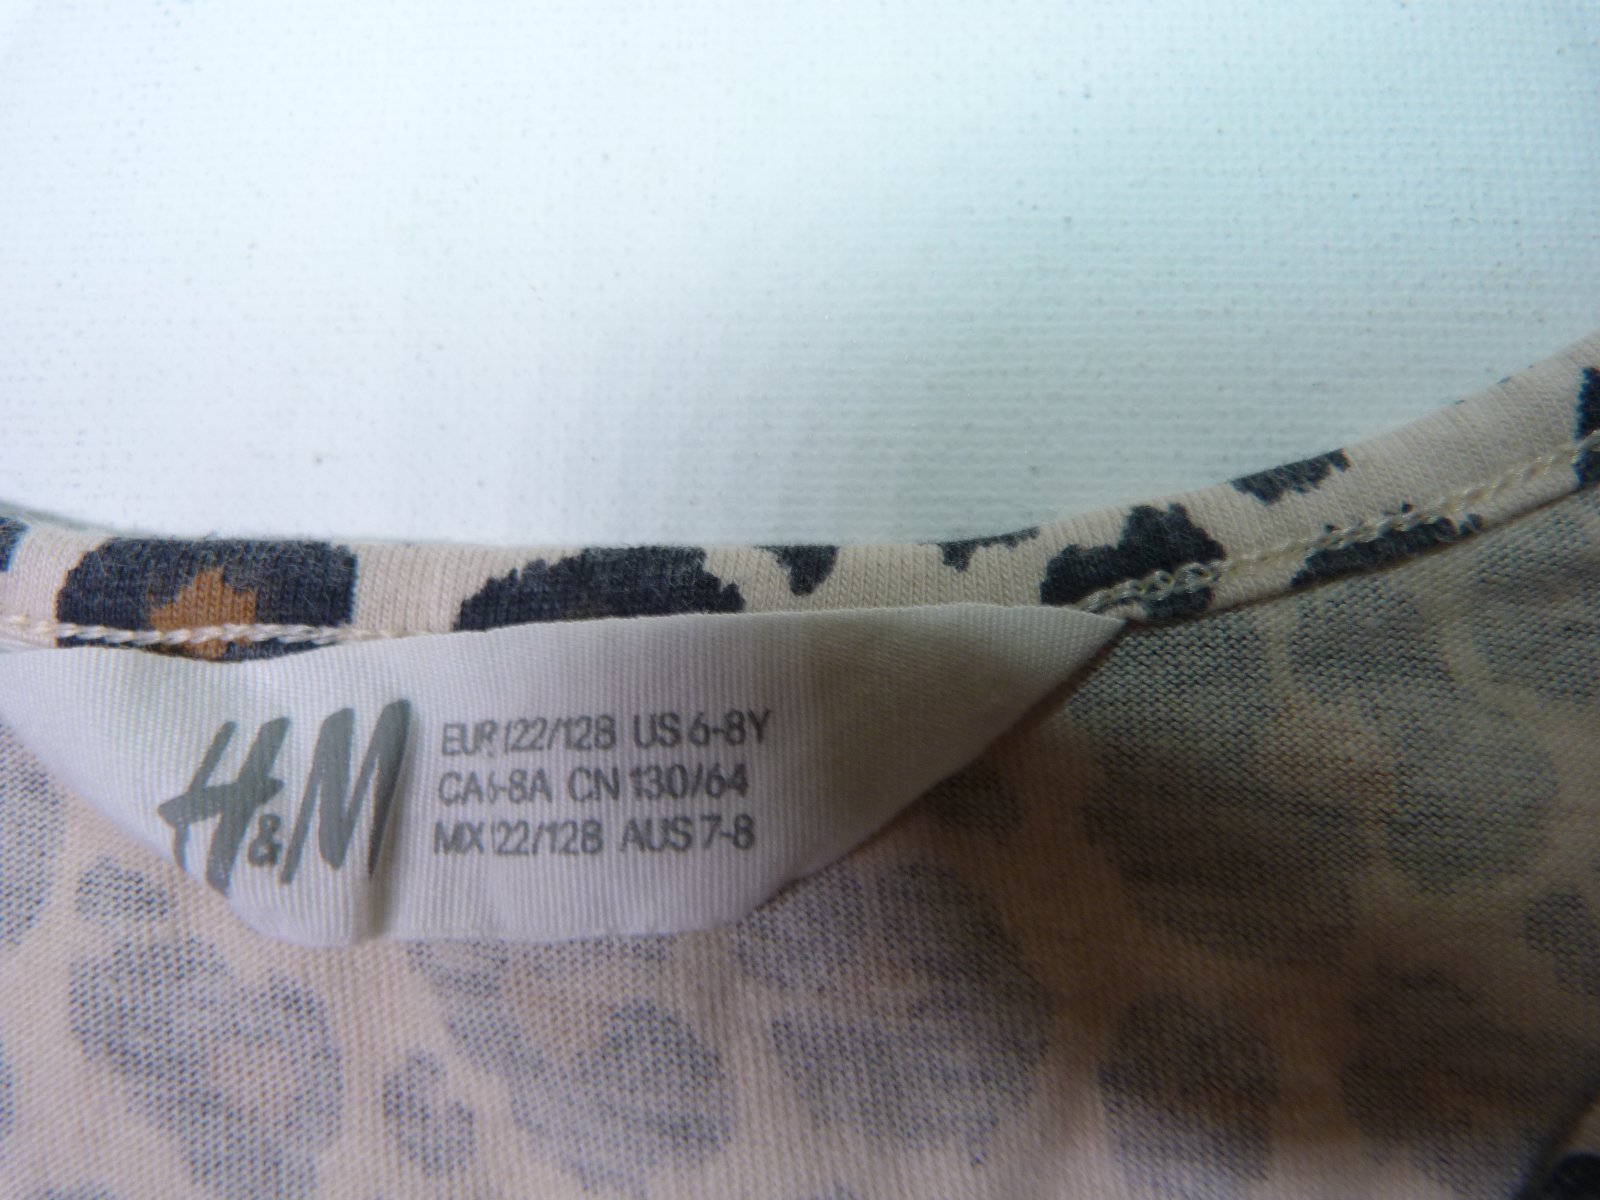 H&M
EUR 122/128 US 6-8Y
CA 6-8A CN 130/64
MX 122/128 AUS 7-8